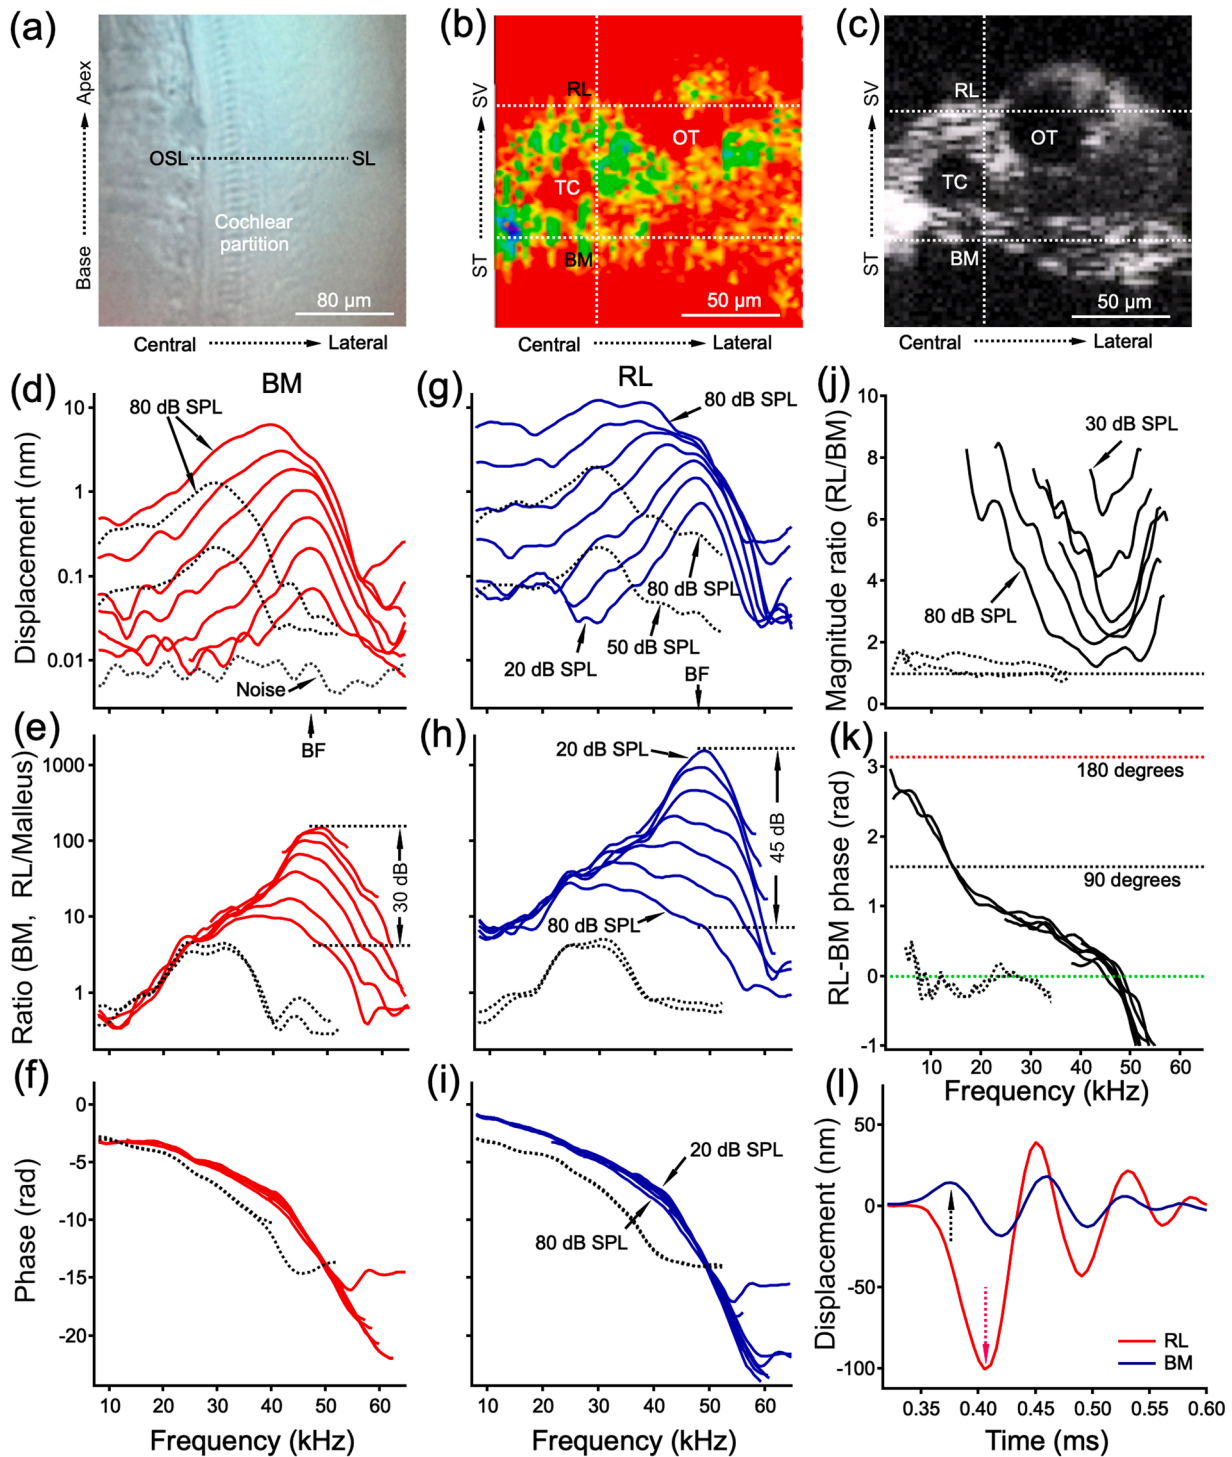 (a)
Apex
Base
OSL
SL
Cochlear
partition
80 µm
Central
Lateral
(b)
SV
ST
RL
OT
TC
BM
50 µm
Central
Lateral
(c)
SV
ST
RL
OT
TC
BM
50 µm
Central
Lateral
(d)
BM
80 dB SPL
Displacement (nm)
10
1
0.1
0.01
Noise
BF
(g)
RL
80 dB SPL
80 dB SPL
50 dB SPL
20 dB SPL
BF
(j)
Magnitude ratio (RL/BM)
10
8
6
4
2
0
30 dB SPL
80 dB SPL
(e)
Ratio (BM, RL/Malleus)
1000
100
10
1
30 dB
(h)
20 dB SPL
80 dB SPL
45 dB
(k)
RL-BM phase (rad)
3
2
1
0
-1
180 degrees
90 degrees
10
20
30
40
50
60
Frequency (kHz)
(f)
Phase (rad)
0
-5
-10
-15
-20
10
20
30
40
50
60
Frequency (kHz)
(i)
20 dB SPL
80 dB SPL
10
20
30
40
50
60
Frequency (kHz)
(l)
Displacement (nm)
50
0
-50
-100
RL
BM
0.35
0.40
0.45
0.50
0.55
0.60
Time (ms)